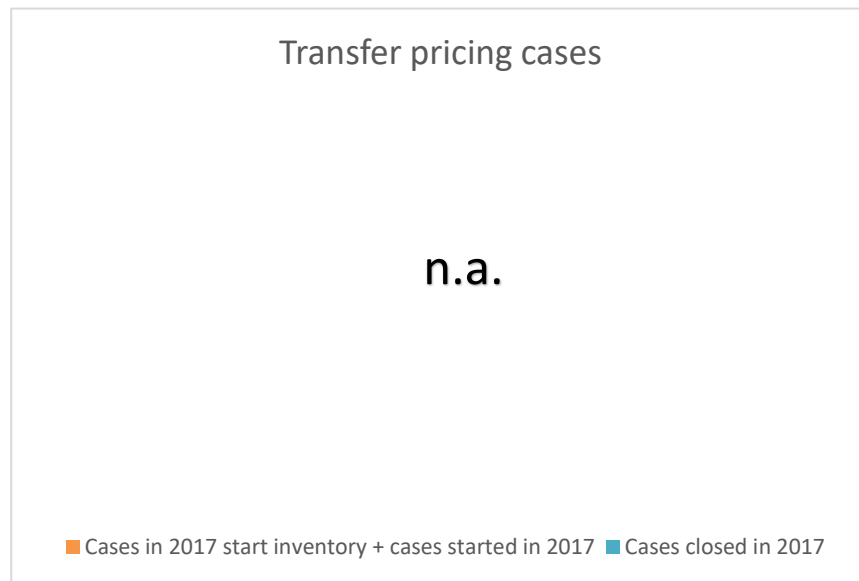 Transfer pricing cases
n.a.
Cases in 2017 start inventory + cases started in 2017 Cases closed in 2017